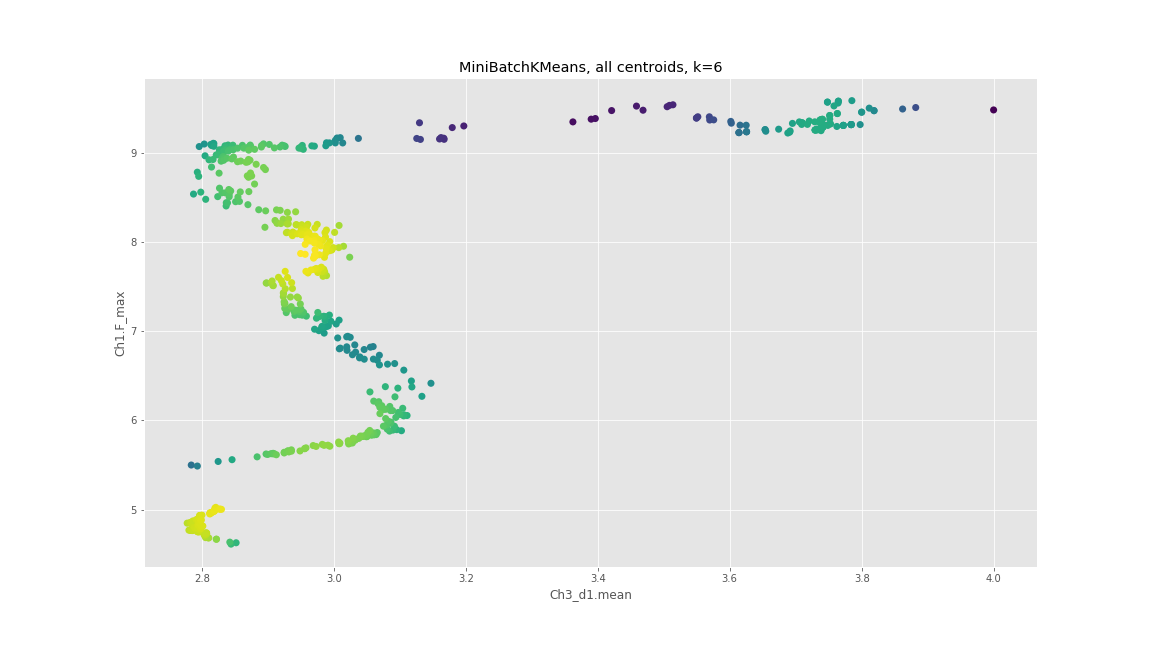 MiniBatchKMeans, all centroids, k=6
Ch1.F_max
9
8
7
6
5
2.8 3.0 3.2 3.4 3.6 3.8 4.0
Ch3_d1.mean